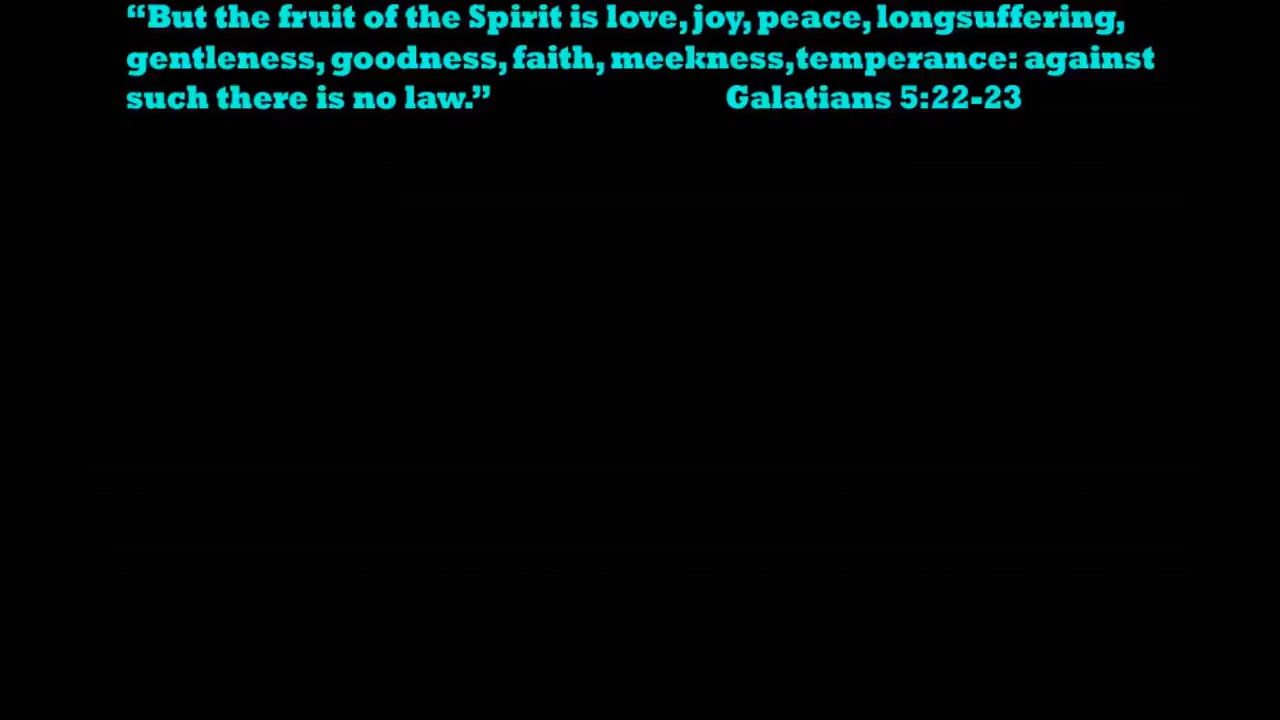 “But the fruit of the Spirit is love, joy, peace, longsuffering,
gentleness, goodness, faith, meekness,temperance: against
such there is no law.” Galatians 5:22-23